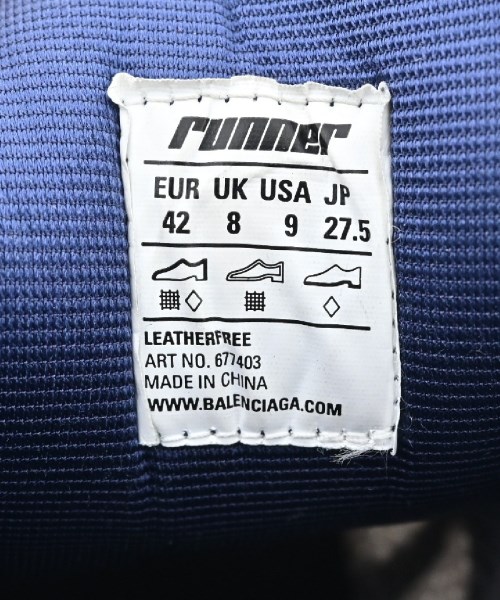 runner
EUR UK USA JP
42 8 9 27.5
LEATHERFREE
ART NO. 677403
MADE IN CHINA
WWW.BALENCIAGA.COM